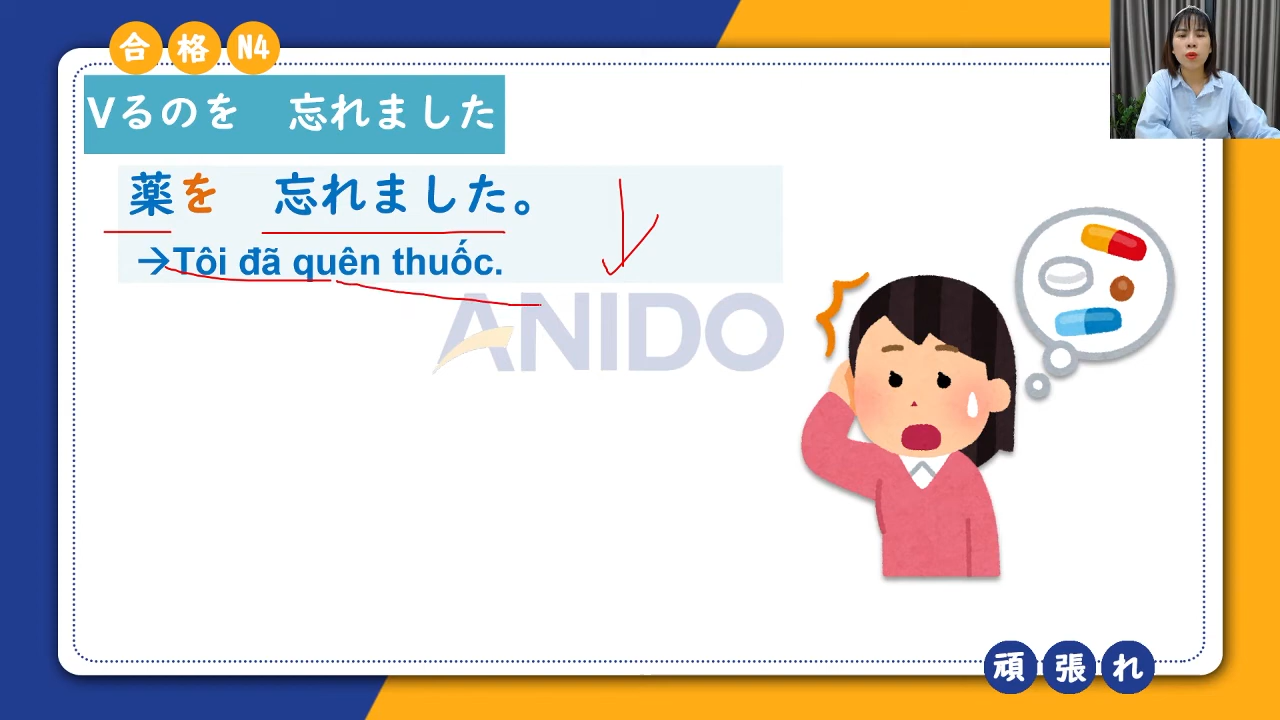 合格N4
Vるのを　忘れました
薬を　忘れました。
→Tôi đã quên thuốc.
ANIDO
頑張れ